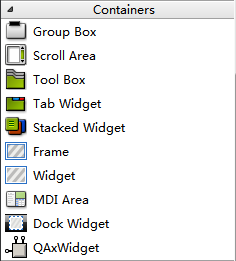 Containers
Group Box
Scroll Area
Tool Box
Tab Widget
Stacked Widget
Frame
Widget
MDI Area
Dock Widget
QAxWidget